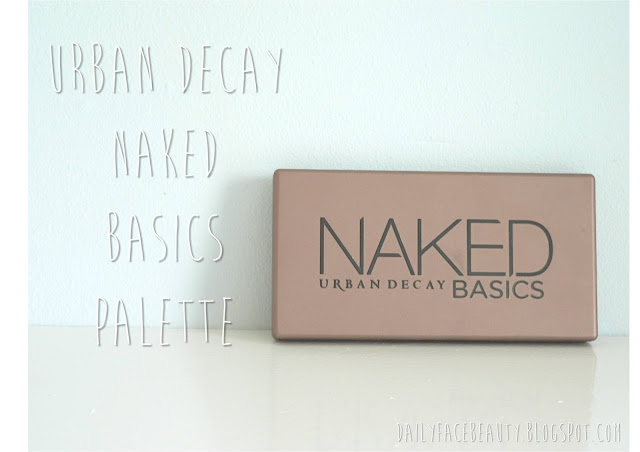 URBAN DECAY
NAKED
BASICS
PALETTE
NAKED
URBAN DECAY BASICS
DAILYFACEBEAUTY.BLOGSPOT.COM